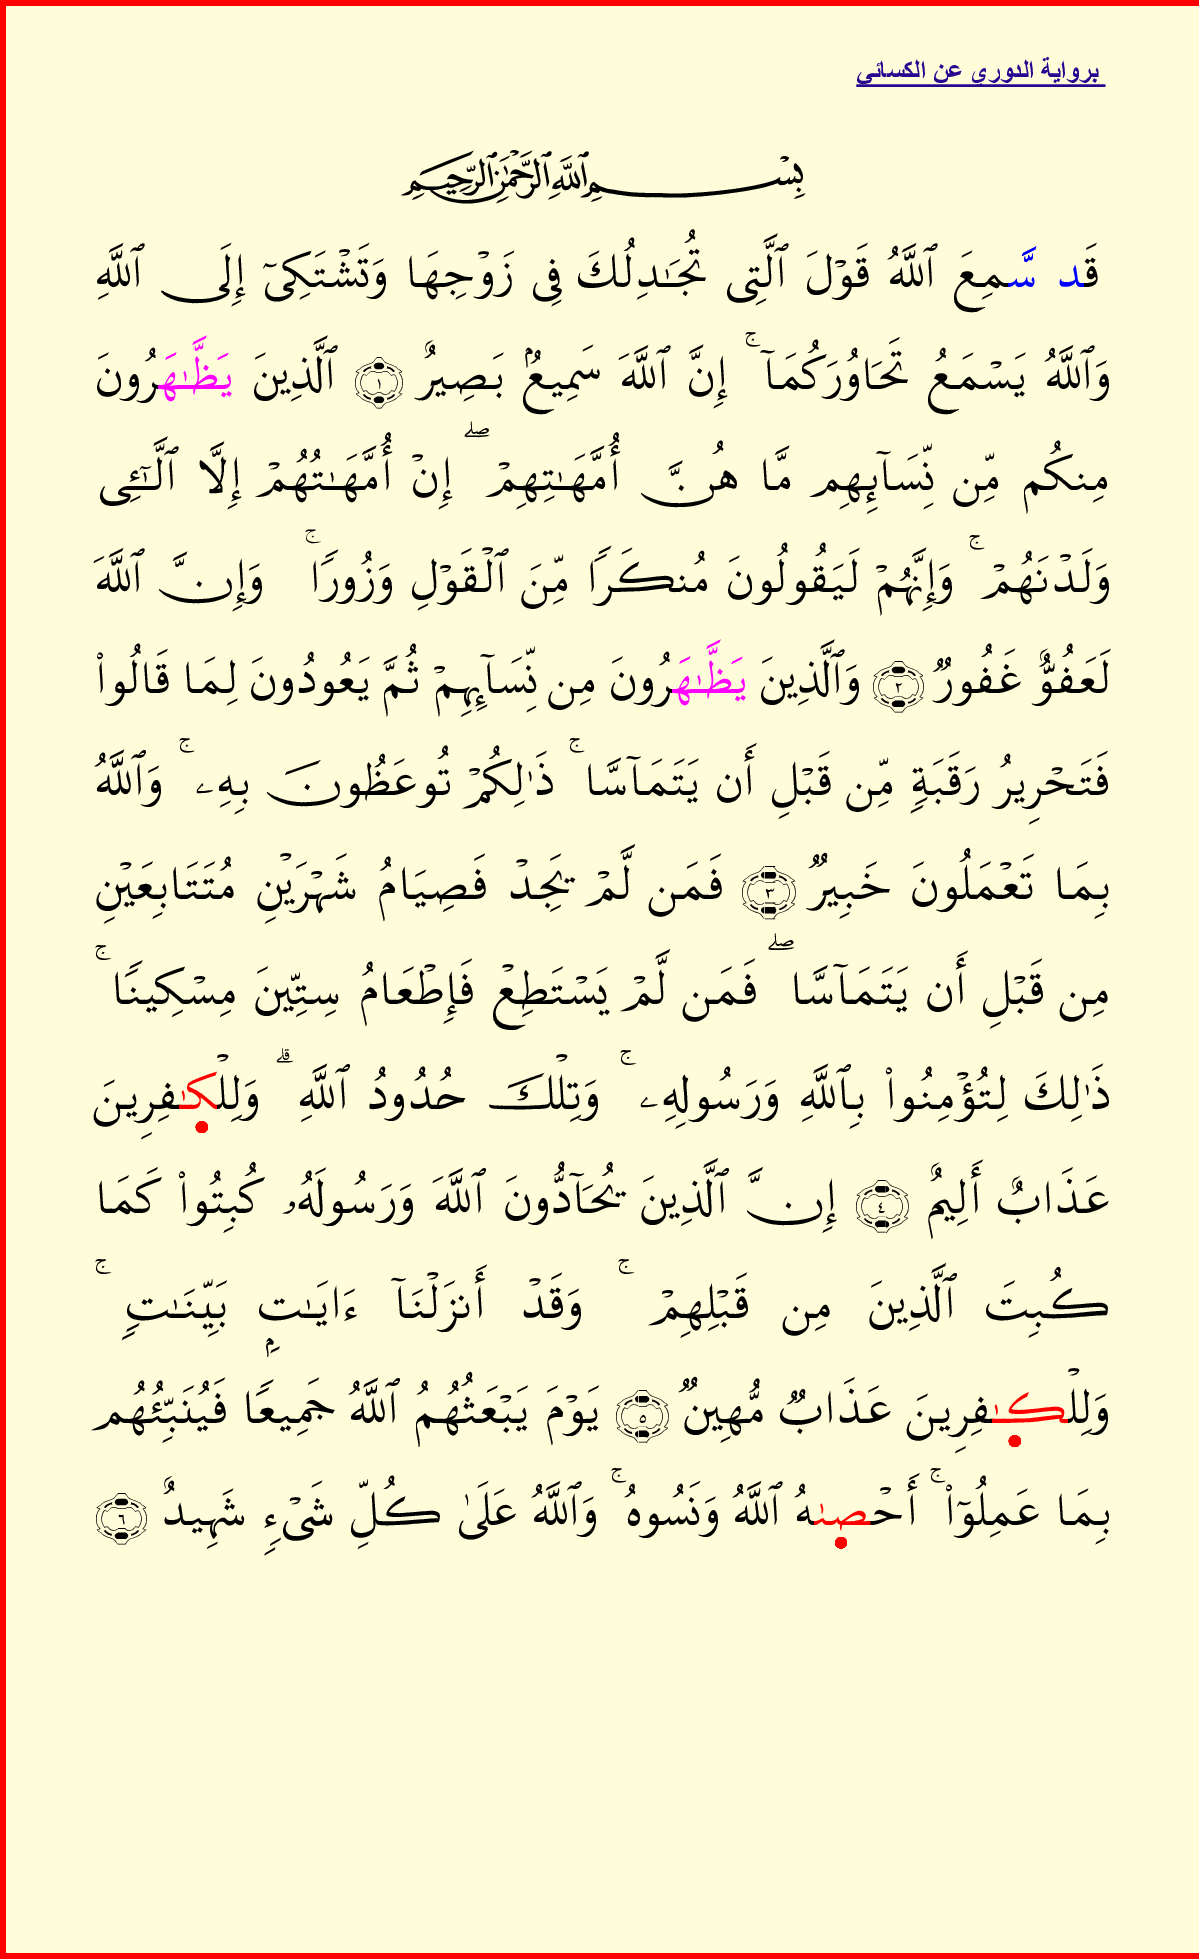 برواية الدوري عن الكسائي
بِسْمِ ٱللَّهِ ٱلرَّحْمَٰنِ ٱلرَّحِيمِ
قَد سَّمِعَ ٱللَّهُ قَوْلَ ٱلَّتِى تُجَٰدِلُكَ فِى زَوْجِهَا وَتَشْتَكِىٓ إِلَى ٱللَّهِ
وَٱللَّهُ يَسْمَعُ تَحَاوُرَكُمَآ ۚ إِنَّ ٱللَّهَ سَمِيعُۢ بَصِيرٌ ١ ٱلَّذِينَ يَظَّٰهَرُونَ
مِنكُم مِّن نِّسَآئِهِم مَّا هُنَّ أُمَّهَٰتِهِمْ ۖ إِنْ أُمَّهَٰتُهُمْ إِلَّا ٱلَّٰٓـِٔى
وَلَدْنَهُمْ ۚ وَإِنَّهُمْ لَيَقُولُونَ مُنكَرًا مِّنَ ٱلْقَوْلِ وَزُورًا ۚ وَإِنَّ ٱللَّهَ
لَعَفُوٌّ غَفُورٌ ٢ وَٱلَّذِينَ يَظَّٰهَرُونَ مِن نِّسَآئِهِمْ ثُمَّ يَعُودُونَ لِمَا قَالُوا۟
فَتَحْرِيرُ رَقَبَةٍ مِّن قَبْلِ أَن يَتَمَآسَّا ۚ ذَٰلِكُمْ تُوعَظُونَ بِهِۦ ۚ وَٱللَّهُ
بِمَا تَعْمَلُونَ خَبِيرٌ ٣ فَمَن لَّمْ يَجِدْ فَصِيَامُ شَهْرَيْنِ مُتَتَابِعَيْنِ
مِن قَبْلِ أَن يَتَمَآسَّا ۖ فَمَن لَّمْ يَسْتَطِعْ فَإِطْعَامُ سِتِّينَ مِسْكِينًا ۚ
ذَٰلِكَ لِتُؤْمِنُوا۟ بِٱللَّهِ وَرَسُولِهِۦ ۚ وَتِلْكَ حُدُودُ ٱللَّهِ ۗ وَلِلْكَٰفِرِينَ
عَذَابٌ أَلِيمٌ ٤ إِنَّ ٱلَّذِينَ يُحَآدُّونَ ٱللَّهَ وَرَسُولَهُۥ كُبِتُوا۟ كَمَا
كُبِتَ ٱلَّذِينَ مِن قَبْلِهِمْ ۚ وَقَدْ أَنزَلْنَآ ءَايَٰتِۭ بَيِّنَٰتٍ ۚ
وَلِلْكَٰفِرِينَ عَذَابٌ مُّهِينٌ ٥ يَوْمَ يَبْعَثُهُمُ ٱللَّهُ جَمِيعًا فَيُنَبِّئُهُم
بِمَا عَمِلُوٓا۟ ۚ أَحْصَىٰهُ ٱللَّهُ وَنَسُوهُ ۚ وَٱللَّهُ عَلَىٰ كُلِّ شَىْءٍ شَهِيدٌ ٦